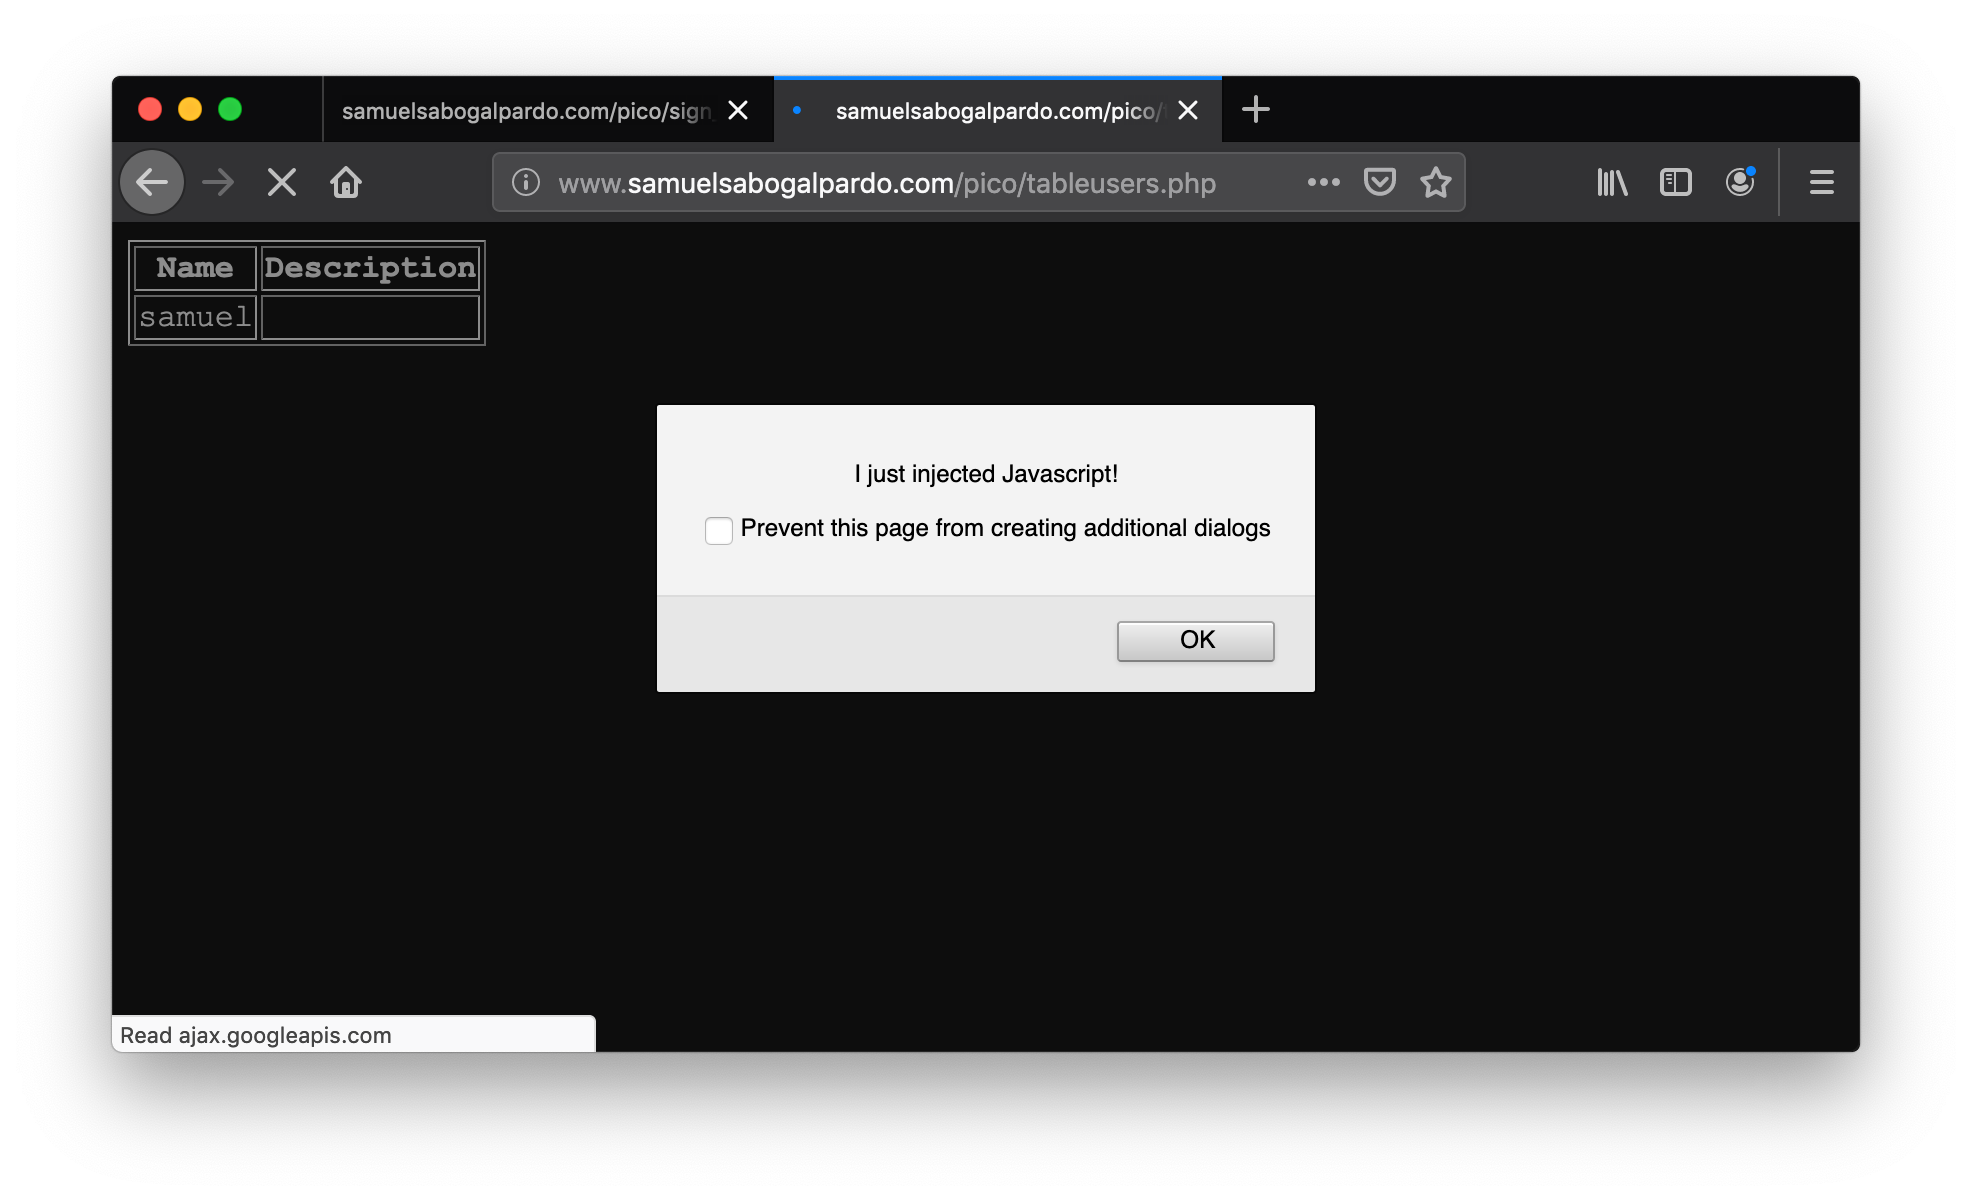 samuelsabogalpardo.com/pico/sign
samuelsabogalpardo.com/pico/
www.samuelsabogalpardo.com/pico/tableusers.php
Name Description
samuel
I just injected Javascript!
Prevent this page from creating additional dialogs
OK
Read ajax.googleapis.com